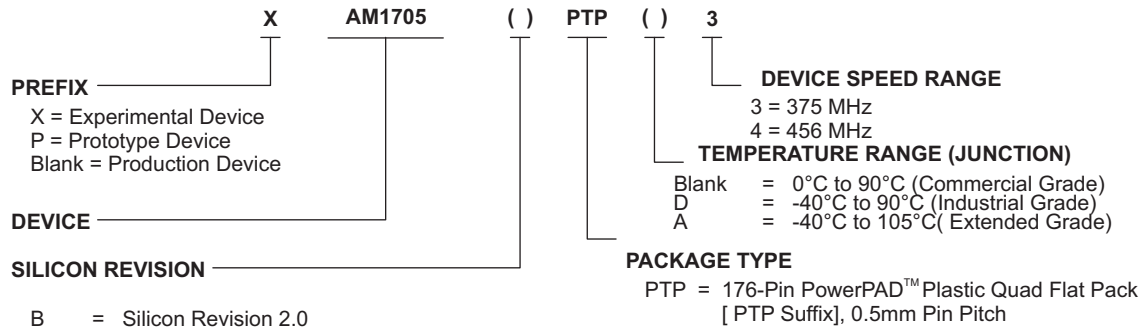 X AM1705 ( ) PTP ( ) 3
PREFIX
X = Experimental Device
P = Prototype Device
Blank = Production Device
DEVICE
SILICON REVISION
B = Silicon Revision 2.0
DEVICE SPEED RANGE
3 = 375 MHz
4 = 456 MHz
TEMPERATURE RANGE (JUNCTION)
Blank = 0°C to 90°C (Commercial Grade)
D = -40°C to 90°C (Industrial Grade)
A = -40°C to 105°C( Extended Grade)
PACKAGE TYPE
PTP = 176-Pin PowerPAD™ Plastic Quad Flat Pack
[ PTP Suffix], 0.5mm Pin Pitch